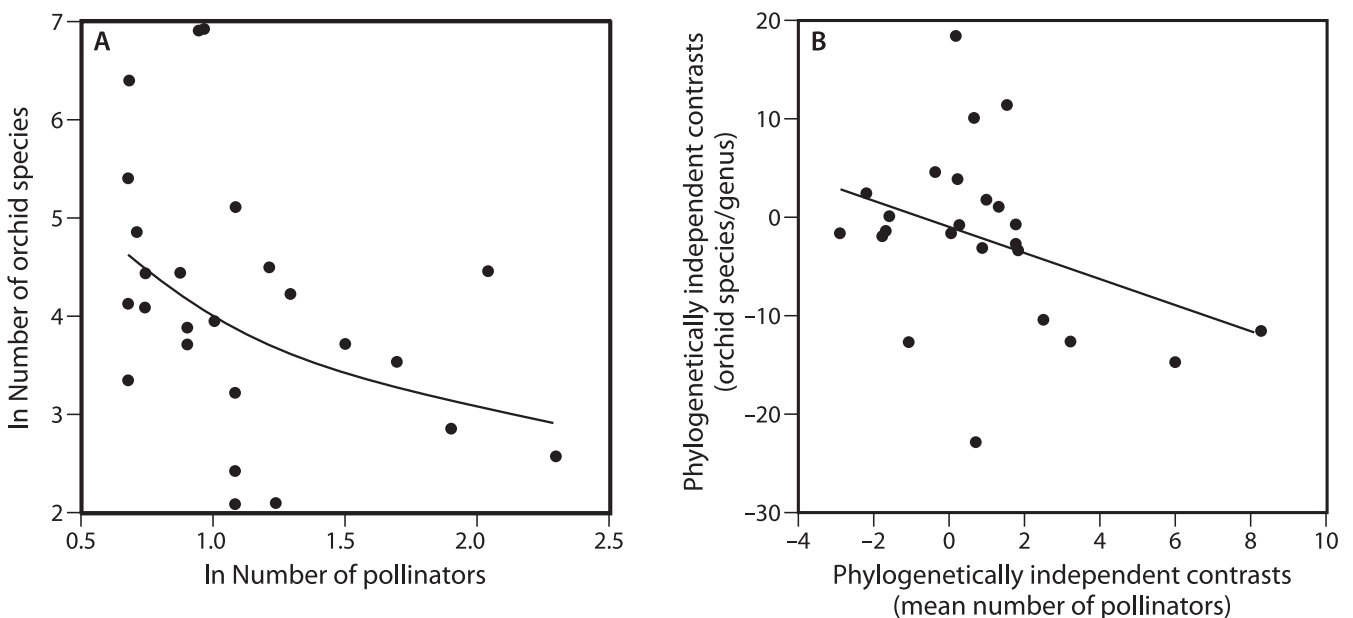 A
ln Number of orchid species
7
6
5
4
3
2
0.5 1.0 1.5 2.0 2.5
ln Number of pollinators
B
Phylogenetically independent contrasts
(orchid species/genus)
20
10
0
–10
–20
–30
–4 –2 0 2 4 6 8 10
Phylogenetically independent contrasts
(mean number of pollinators)